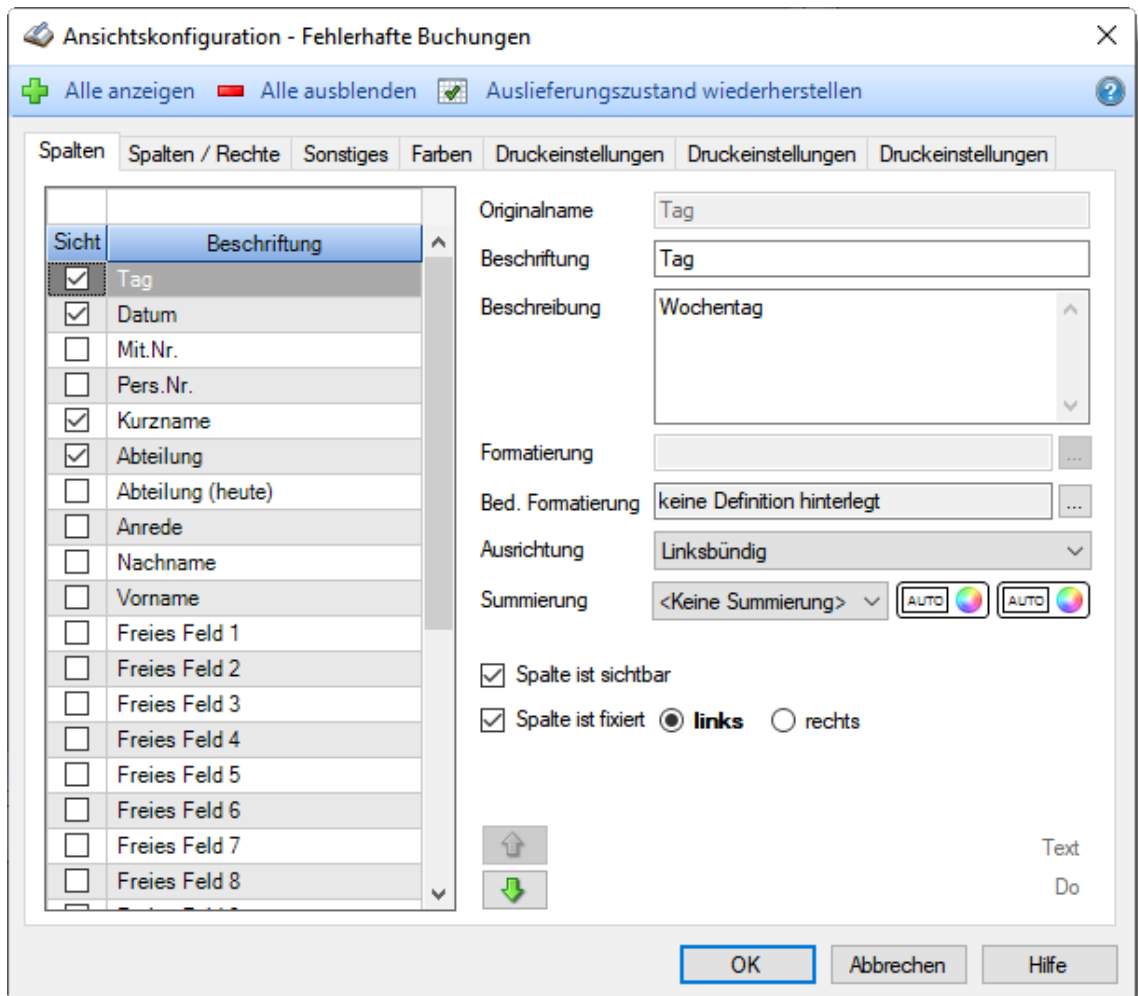 Ansichtskonfiguration - Fehlerhafte Buchungen
Alle anzeigen Alle ausblenden Auslieferungszustand wiederherstellen
Spalten Spalten / Rechte Sonstiges Farben Druckeinstellungen Druckeinstellungen Druckeinstellungen
Sicht Beschriftung
Tag
Datum
Mit.Nr.
Pers.Nr.
Kurzname
Abteilung
Abteilung (heute)
Anrede
Nachname
Vorname
Freies Feld 1
Freies Feld 2
Freies Feld 3
Freies Feld 4
Freies Feld 5
Freies Feld 6
Freies Feld 7
Freies Feld 8
Originalname Tag
Beschriftung Tag
Beschreibung Wochentag
Formatierung ...
Bed. Formatierung keine Definition hinterlegt ...
Ausrichtung Linksbündig
Summierung <Keine Summierung> AUTO AUTO
Spalte ist sichtbar
Spalte ist fixiert links rechts
Text
Do
OK Abbrechen Hilfe